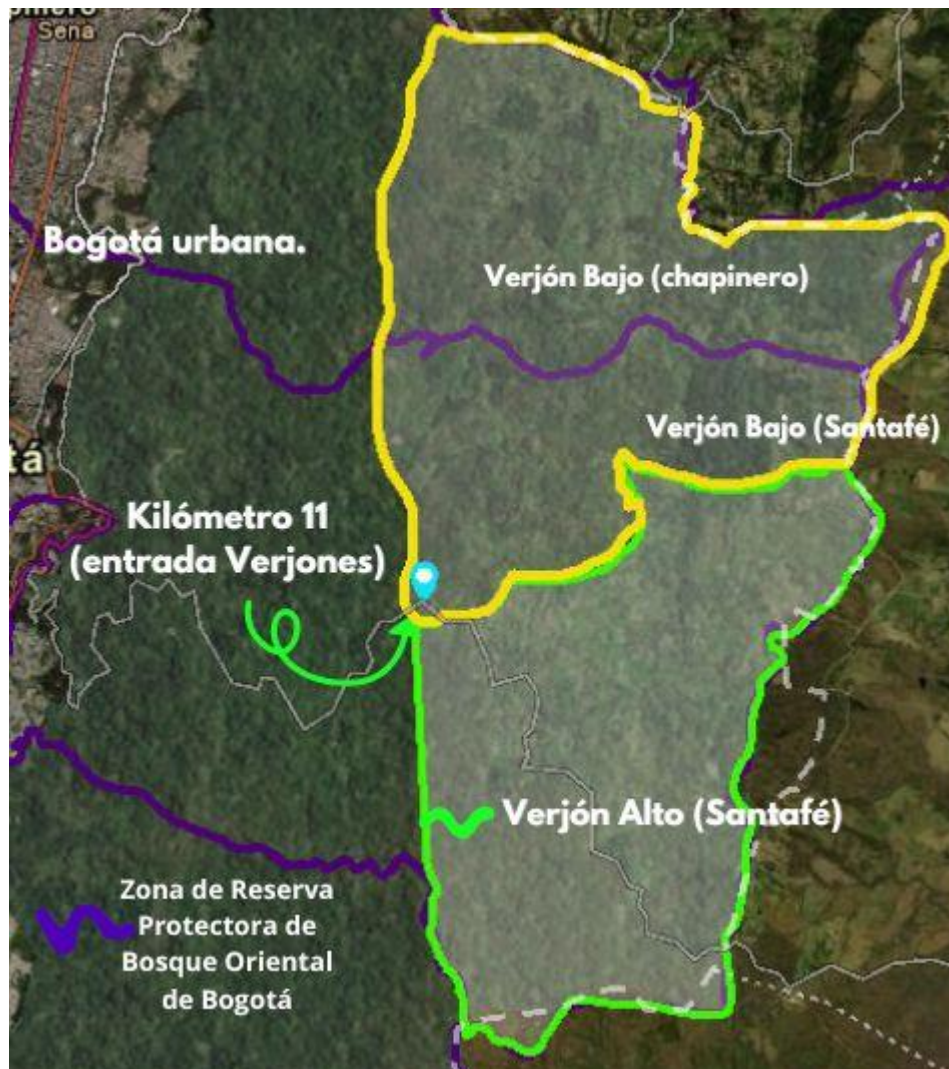 Sena
Bogotá urbana.
Verjón Bajo (chapinero)
Verjón Bajo (Santafé)
tá
Kilómetro 11
(entrada Verjones)
Verjón Alto (Santafé)
Zona de Reserva
Protectora de
Bosque Oriental
de Bogotá